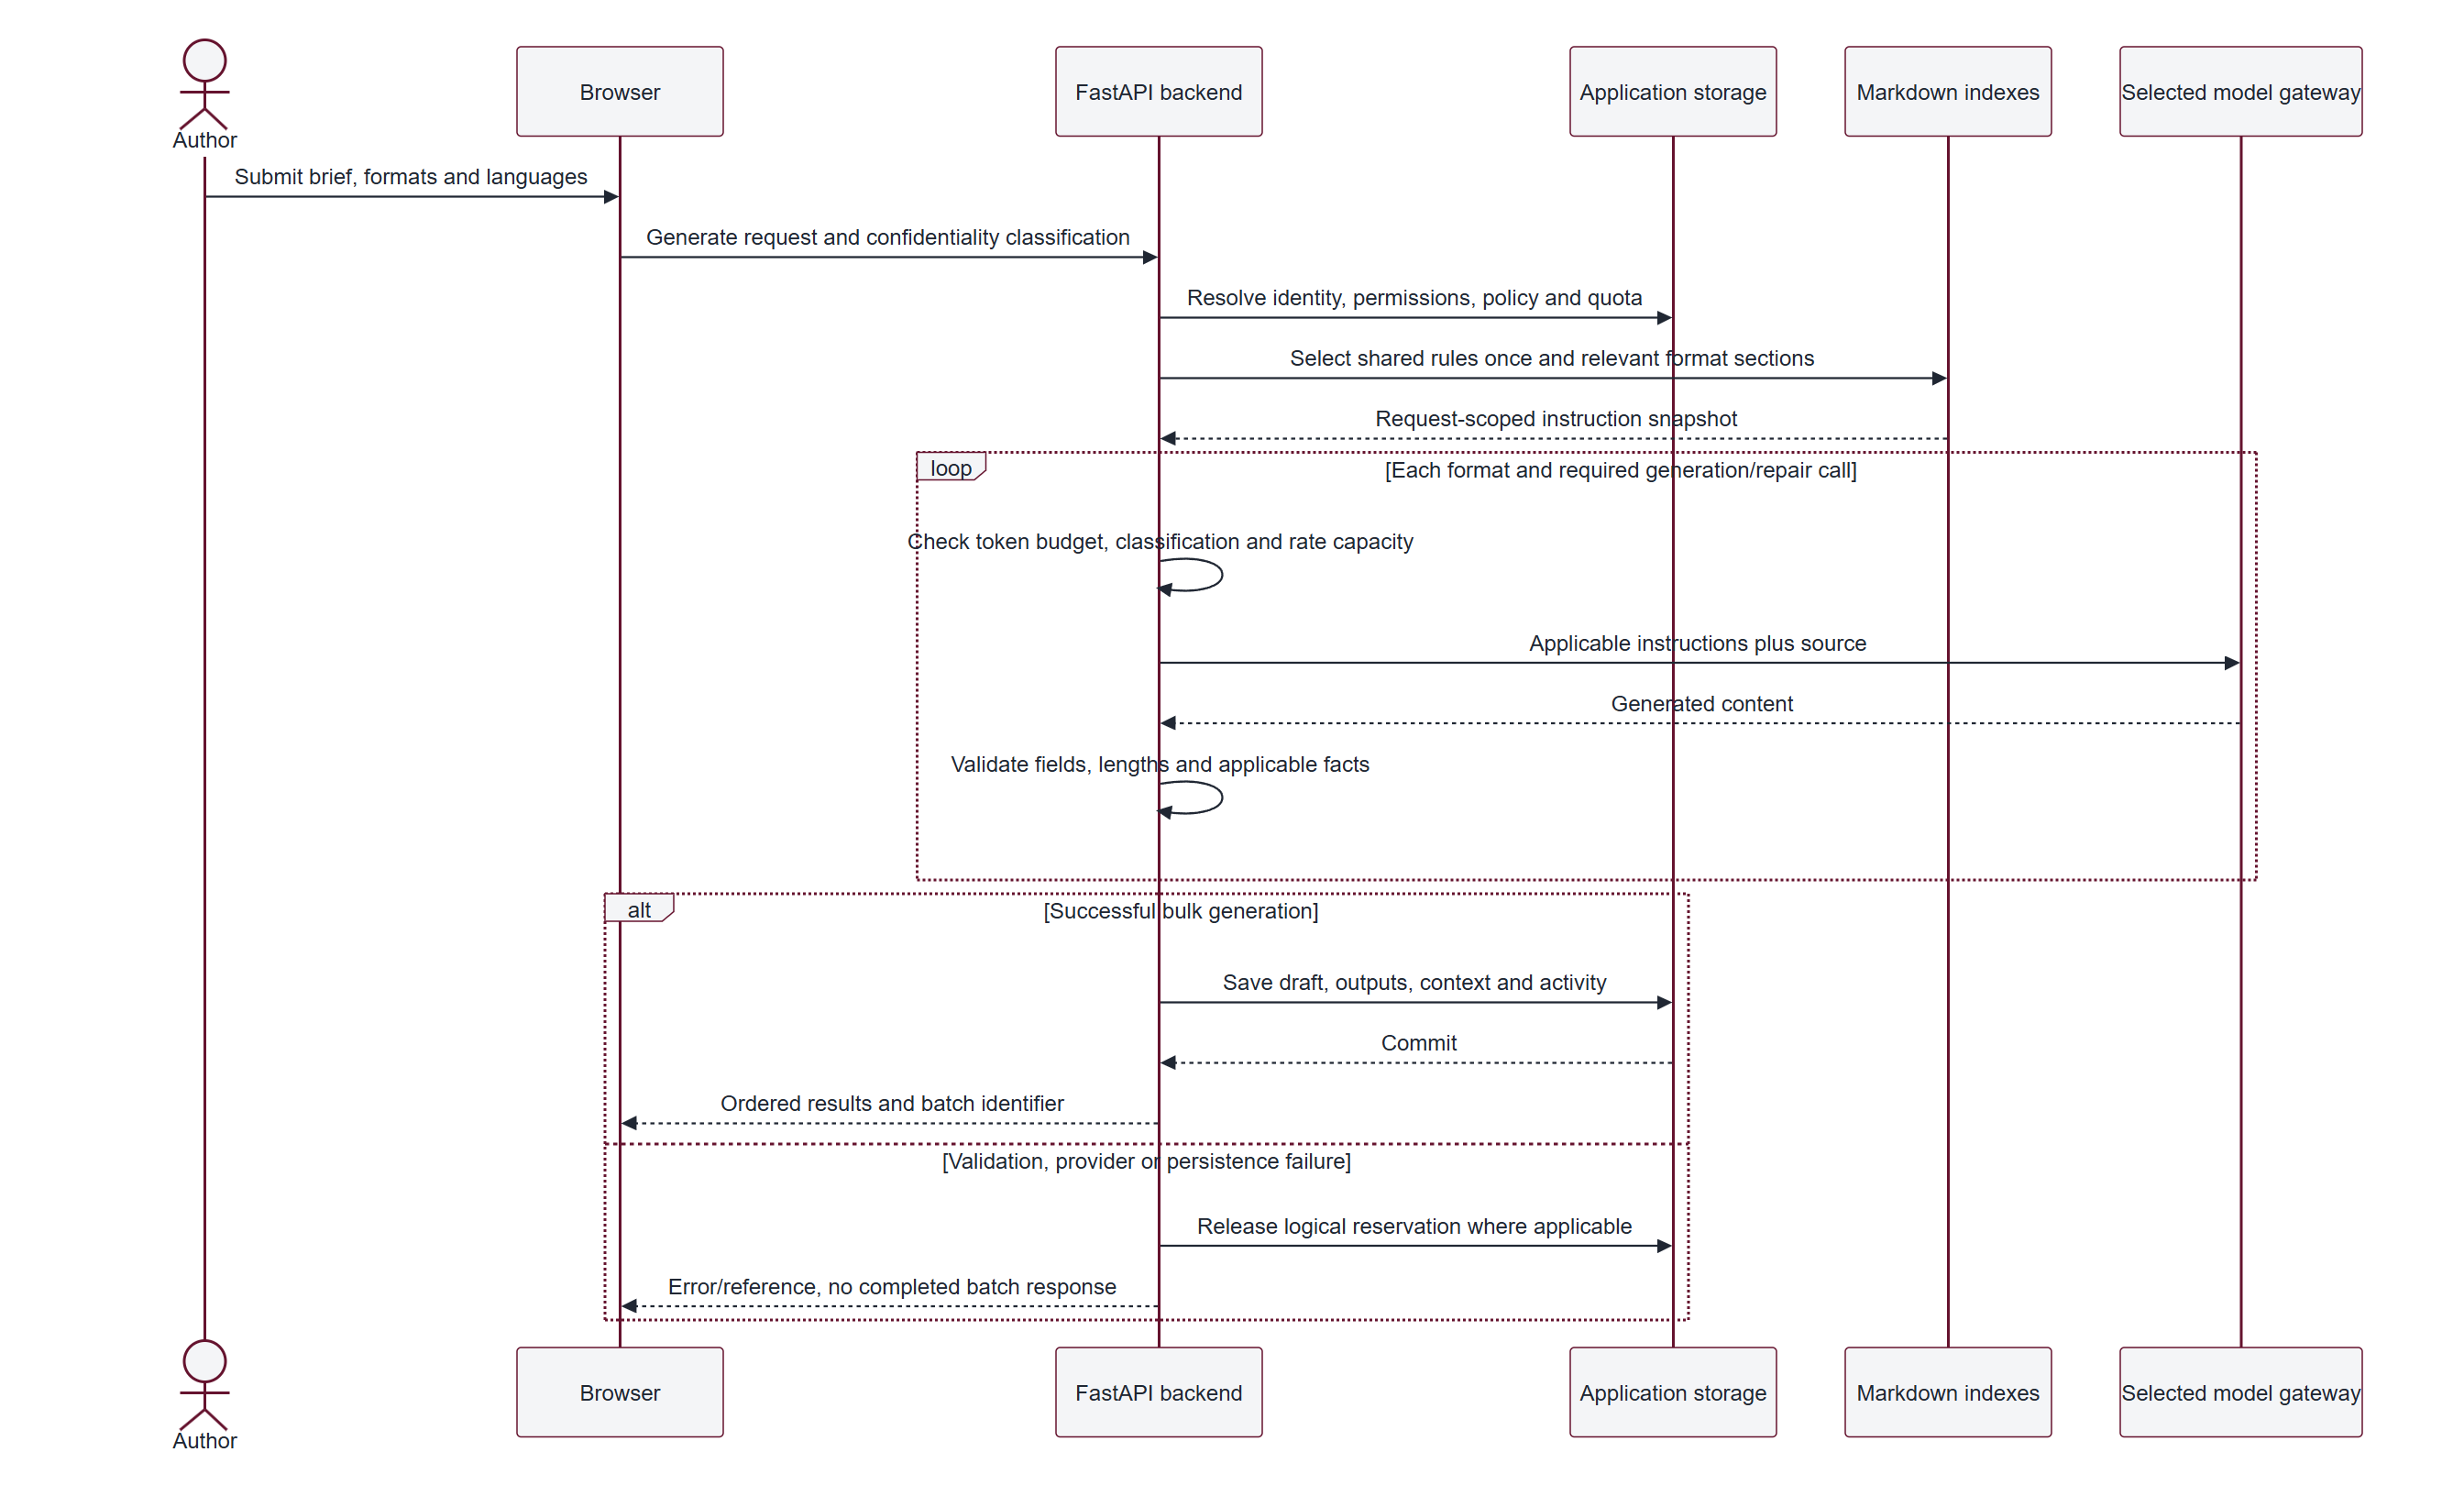 Author
Browser
FastAPI backend
Application storage
Markdown indexes
Selected model gateway
Submit brief, formats and languages
Generate request and confidentiality classification
Resolve identity, permissions, policy and quota
Select shared rules once and relevant format sections
Request-scoped instruction snapshot
loop
[Each format and required generation/repair call]
Check token budget, classification and rate capacity
Applicable instructions plus source
Generated content
Validate fields, lengths and applicable facts
alt
[Successful bulk generation]
Save draft, outputs, context and activity
Commit
Ordered results and batch identifier
[Validation, provider or persistence failure]
Release logical reservation where applicable
Error/reference, no completed batch response
Author
Browser
FastAPI backend
Application storage
Markdown indexes
Selected model gateway